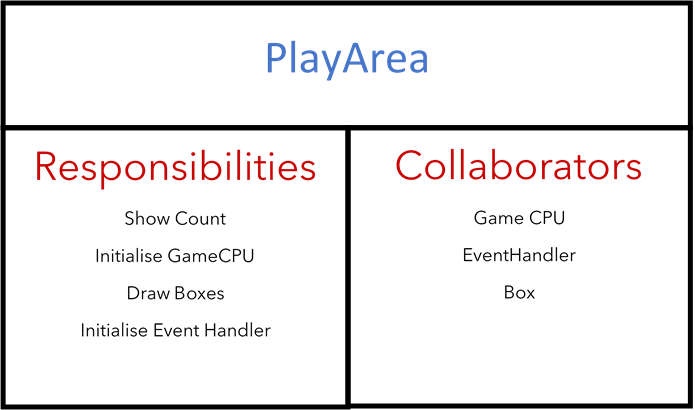 PlayArea
Responsibilities
Show Count
Initialise GameCPU
Draw Boxes
Initialise Event Handler
Collaborators
Game CPU
EventHandler
Box